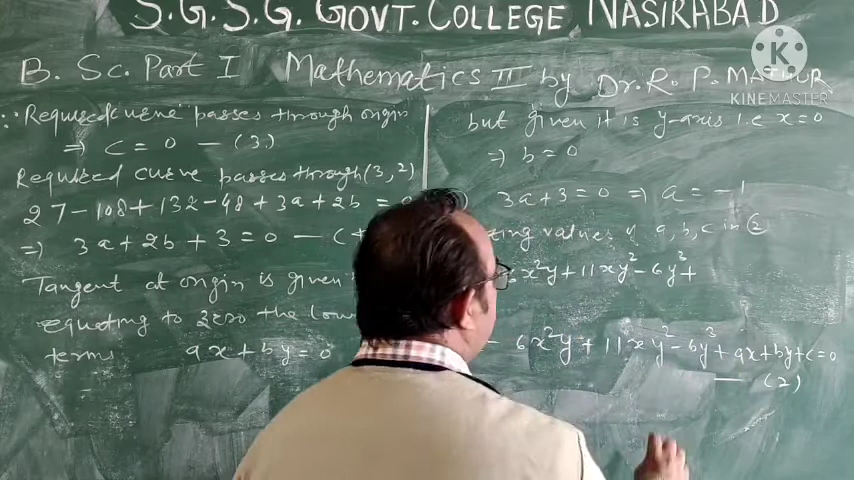 S.G.S.G. GOVT. COLLEGE NASIRABAD
B. Sc. Part I Mathematics II by Dr. R. P. MATHUR
KINEMASTER
∵ Required curve passes through origin
⇒ c = 0 — (3)
Required curve passes through (3, 2)
27 - 108 + 132 - 48 + 3a + 2b = 0
⇒ 3a + 2b + 3 = 0 — (
Tangent at origin is given
equating to zero the
terms ax + by = 0
but given it is y-axis i.e x = 0
⇒ b = 0
3a + 3 = 0 ⇒ a = -1
values of a, b, c in (2)
x²y + 11xy² - 6y³ +
- 6x²y + 11xy² - 6y³ + ax + by + c = 0
— (2)